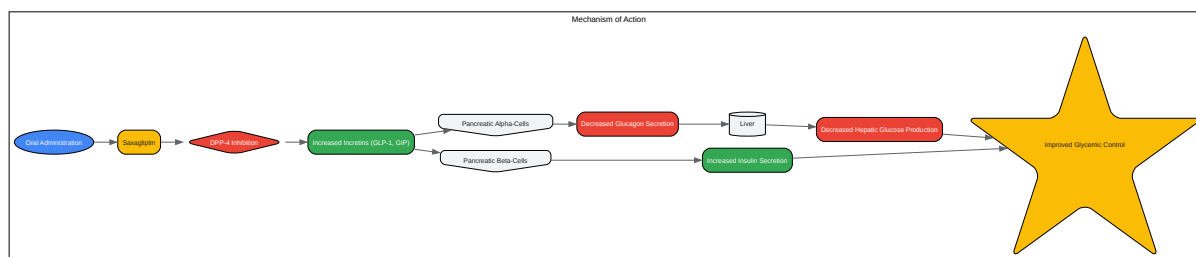 Mechanism of Action
Oral Administration
Saxagliptin
DPP-4 Inhibition
Increased Incretins (GLP-1, GIP)
Pancreatic Alpha-Cells
Decreased Glucagon Secretion
Liver
Decreased Hepatic Glucose Production
Pancreatic Beta-Cells
Increased Insulin Secretion
Improved Glycemic Control